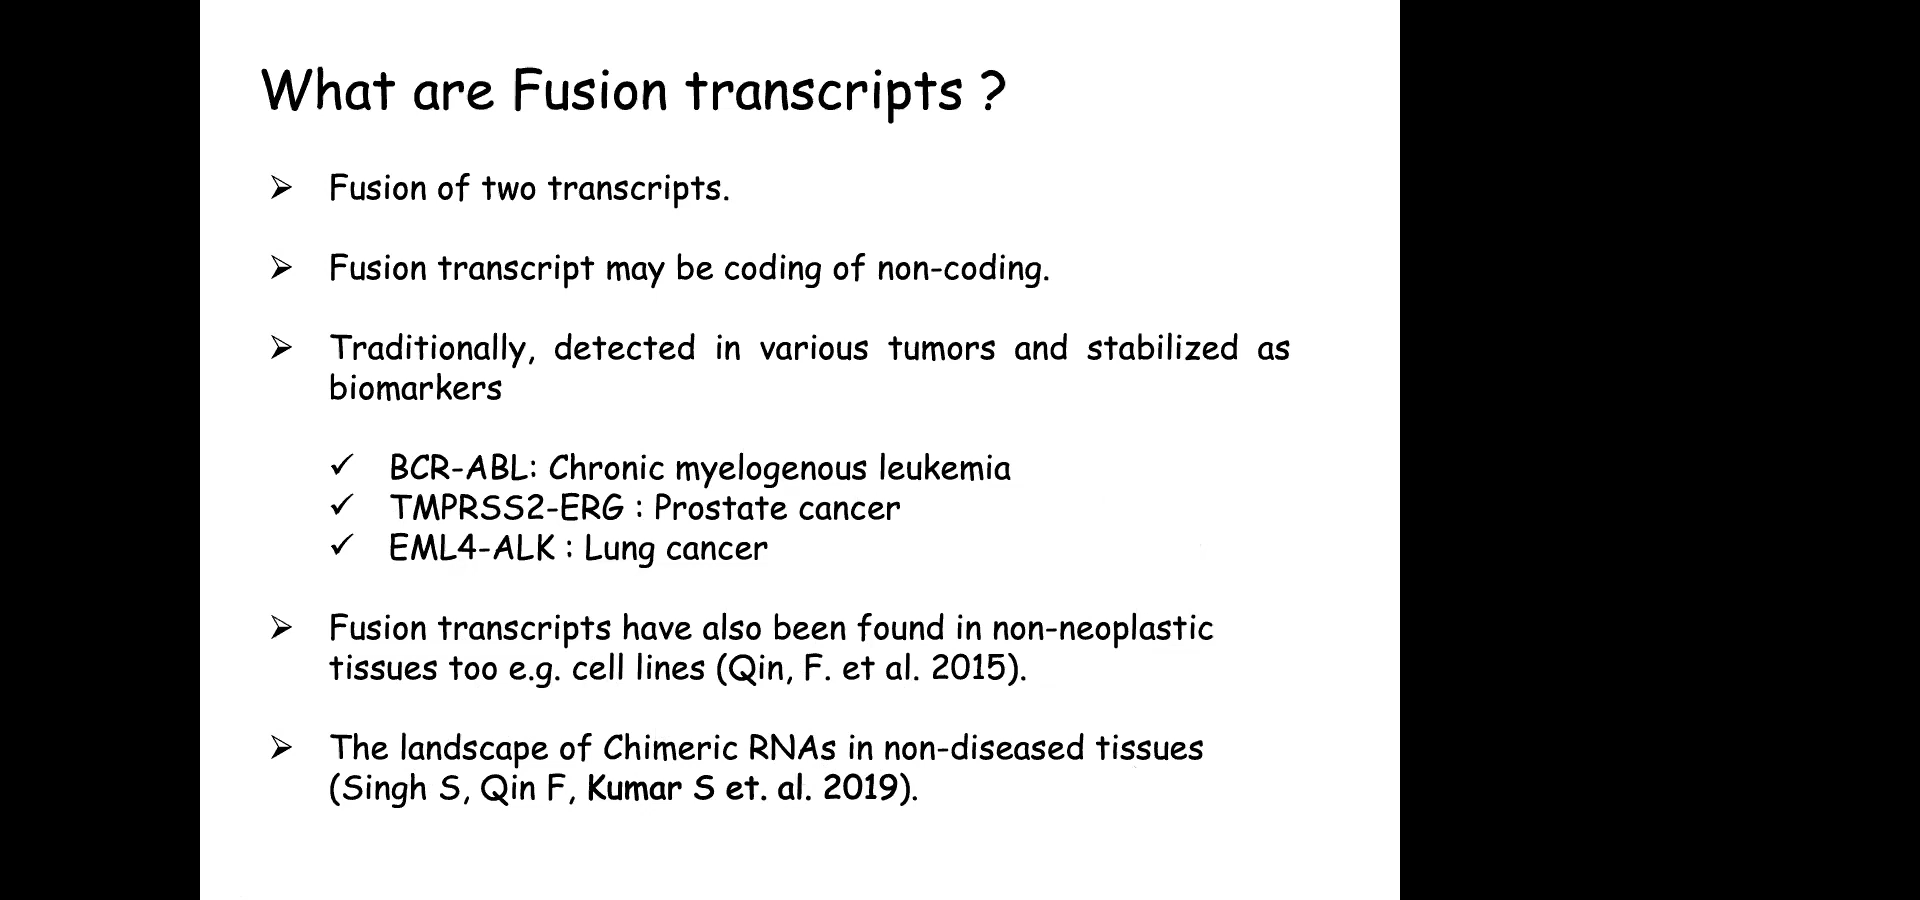 What are Fusion transcripts ?
➢ Fusion of two transcripts.
➢ Fusion transcript may be coding of non-coding.
➢ Traditionally, detected in various tumors and stabilized as
biomarkers
✓ BCR-ABL: Chronic myelogenous leukemia
✓ TMPRSS2-ERG : Prostate cancer
✓ EML4-ALK : Lung cancer
➢ Fusion transcripts have also been found in non-neoplastic
tissues too e.g. cell lines (Qin, F. et al. 2015).
➢ The landscape of Chimeric RNAs in non-diseased tissues
(Singh S, Qin F, Kumar S et. al. 2019).